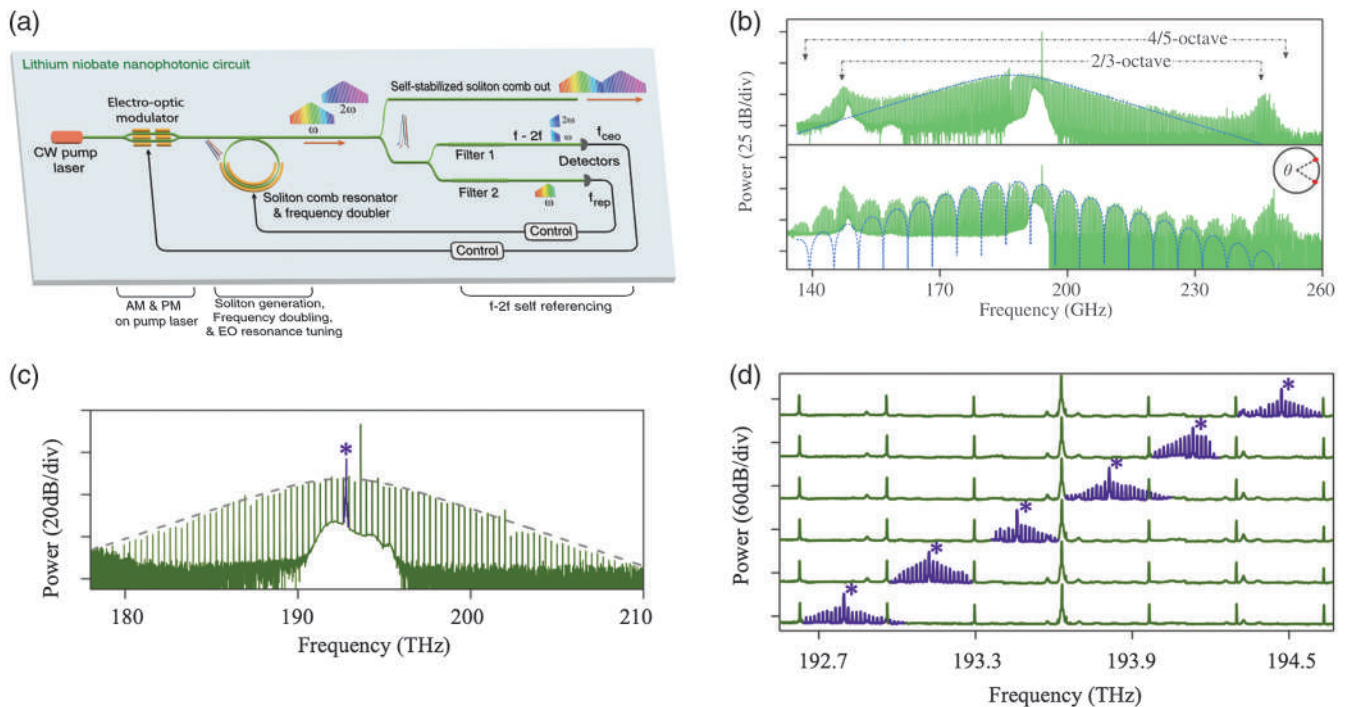 (a)
Lithium niobate nanophotonic circuit
Electro-optic
modulator
CW pump
laser
2ω
ω
Self-stabilized soliton comb out
f - 2f
2ω
ω
f_ceo
Filter 1
Detectors
Filter 2
ω
f_rep
Soliton comb resonator
& frequency doubler
Control
Control
AM & PM
on pump laser
Soliton generation,
Frequency doubling,
& EO resonance tuning
f-2f self referencing
(b)
4/5-octave
2/3-octave
θ
Power (25 dB/div)
140 170 200 230 260
Frequency (GHz)
(c)
*
Power (20dB/div)
180 190 200 210
Frequency (THz)
(d)
*
*
*
*
*
*
Power (60dB/div)
192.7 193.3 193.9 194.5
Frequency (THz)